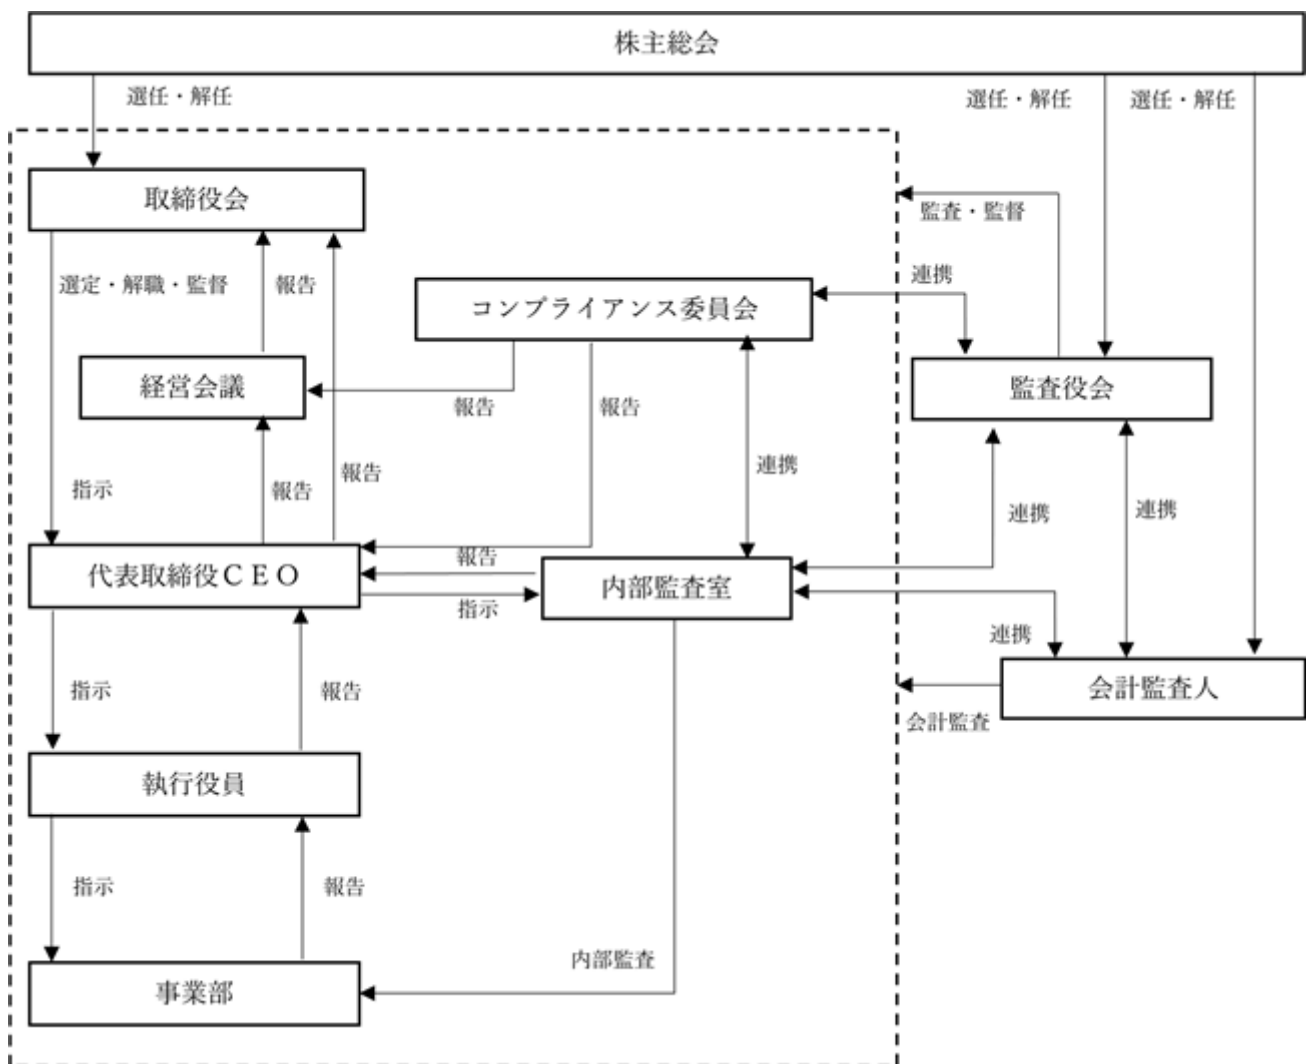 株主総会
選任・解任
選任・解任
選任・解任
取締役会
監査・監督
選定・解職・監督
報告
連携
コンプライアンス委員会
経営会議
監査役会
報告
報告
連携
報告
指示
報告
連携
連携
報告
代表取締役ＣＥＯ
内部監査室
指示
連携
会計監査人
指示
報告
会計監査
執行役員
指示
報告
内部監査
事業部